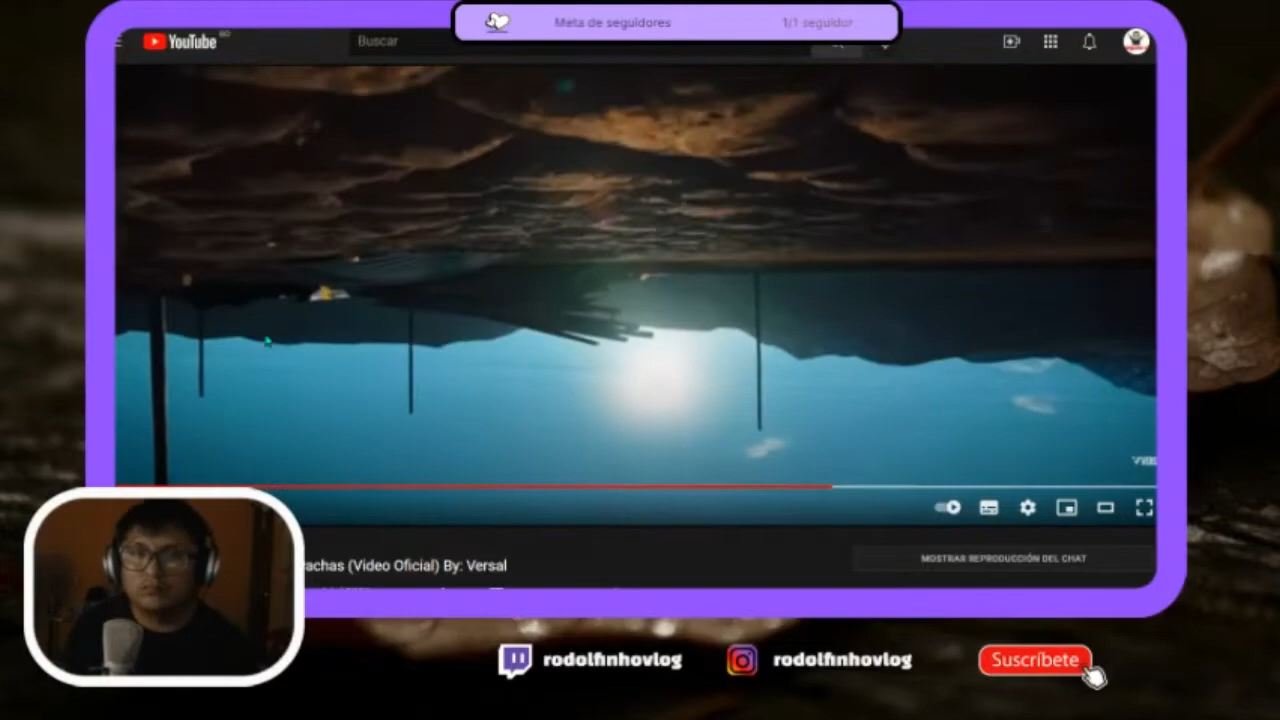 Meta de seguidores 1/1 seguidor
YouTube
Buscar
achas (Video Oficial) By: Versal
MOSTRAR REPRODUCCIÓN DEL CHAT
rodolfinhovlog
rodolfinhovlog
Suscríbete